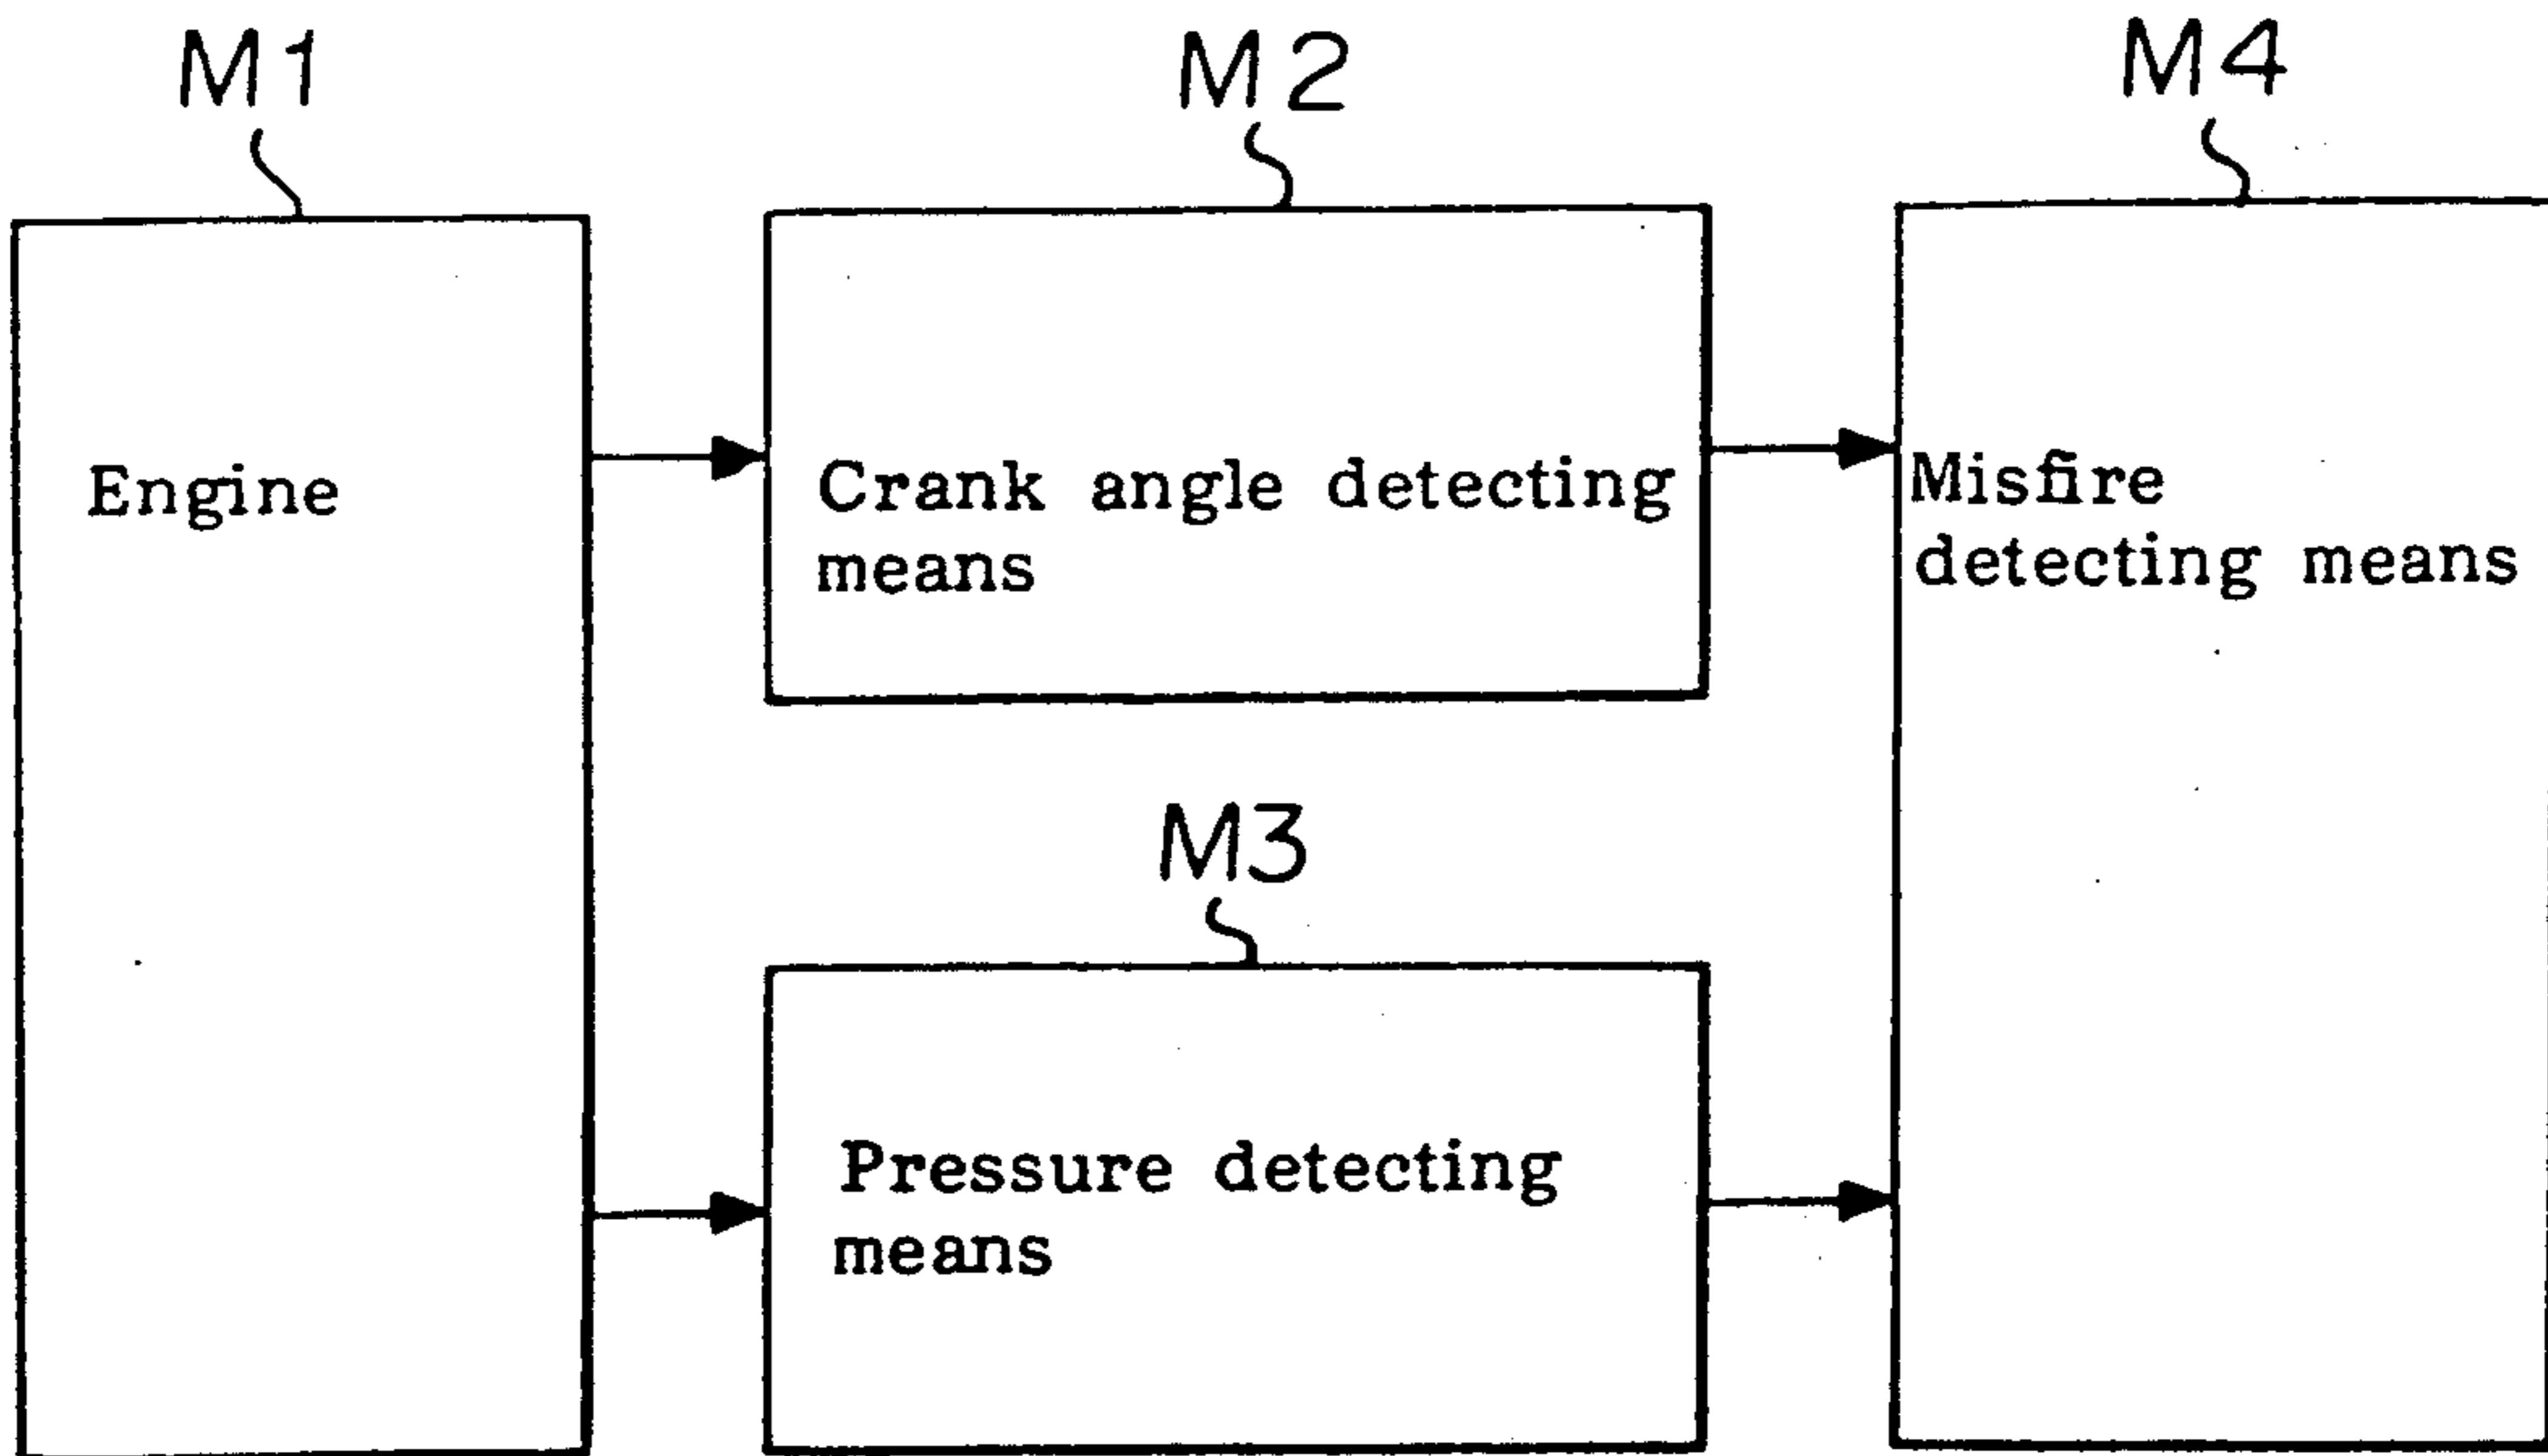 M1
M2
M4
Engine
Crank angle detecting
means
Misfire
detecting means
M3
Pressure detecting
means